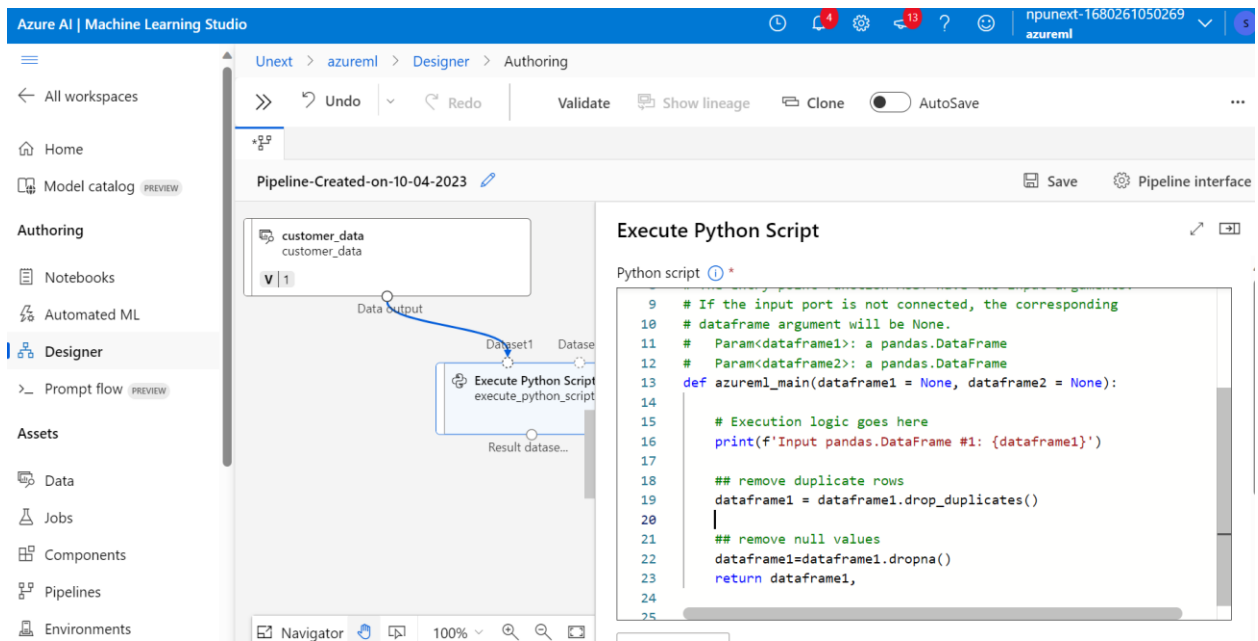 Azure AI | Machine Learning Studio
4
13
?
npunext-1680261050269
azureml
S
All workspaces
Home
Model catalog PREVIEW
Authoring
Notebooks
Automated ML
Designer
Prompt flow PREVIEW
Assets
Data
Jobs
Components
Pipelines
Environments
Unext > azureml > Designer > Authoring
Undo
Redo
Validate
Show lineage
Clone
AutoSave
...
Pipeline-Created-on-10-04-2023
Save
Pipeline interface
customer_data
customer_data
V | 1
Data output
Dataset1
Datase
Execute Python Script
execute_python_script
Result datase...
Navigator
100%
Execute Python Script
Python script *
9 # If the input port is not connected, the corresponding
10 # dataframe argument will be None.
11 # Param<dataframe1>: a pandas.DataFrame
12 # Param<dataframe2>: a pandas.DataFrame
13 def azureml_main(dataframe1 = None, dataframe2 = None):
14
15 # Execution logic goes here
16 print(f'Input pandas.DataFrame #1: {dataframe1}')
17
18 ## remove duplicate rows
19 dataframe1 = dataframe1.drop_duplicates()
20
21 ## remove null values
22 dataframe1=dataframe1.dropna()
23 return dataframe1,
24
25